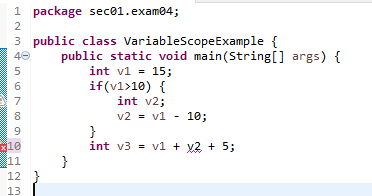 1 package sec01.exam04;
2
3 public class VariableScopeExample {
4 public static void main(String[] args) {
5 int v1 = 15;
6 if(v1>10) {
7 int v2;
8 v2 = v1 - 10;
9 }
10 int v3 = v1 + v2 + 5;
11 }
12 }
13